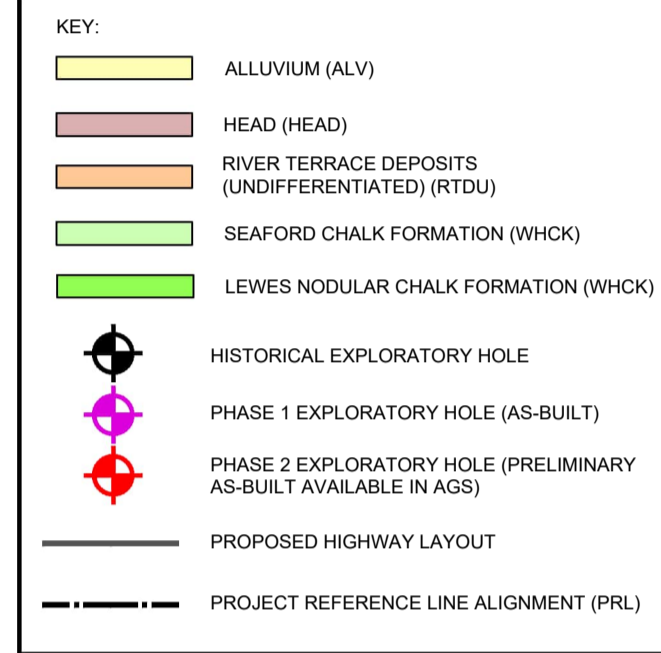 KEY:
ALLUVIUM (ALV)
HEAD (HEAD)
RIVER TERRACE DEPOSITS
(UNDIFFERENTIATED) (RTDU)
SEAFORD CHALK FORMATION (WHCK)
LEWES NODULAR CHALK FORMATION (WHCK)
HISTORICAL EXPLORATORY HOLE
PHASE 1 EXPLORATORY HOLE (AS-BUILT)
PHASE 2 EXPLORATORY HOLE (PRELIMINARY
AS-BUILT AVAILABLE IN AGS)
PROPOSED HIGHWAY LAYOUT
PROJECT REFERENCE LINE ALIGNMENT (PRL)